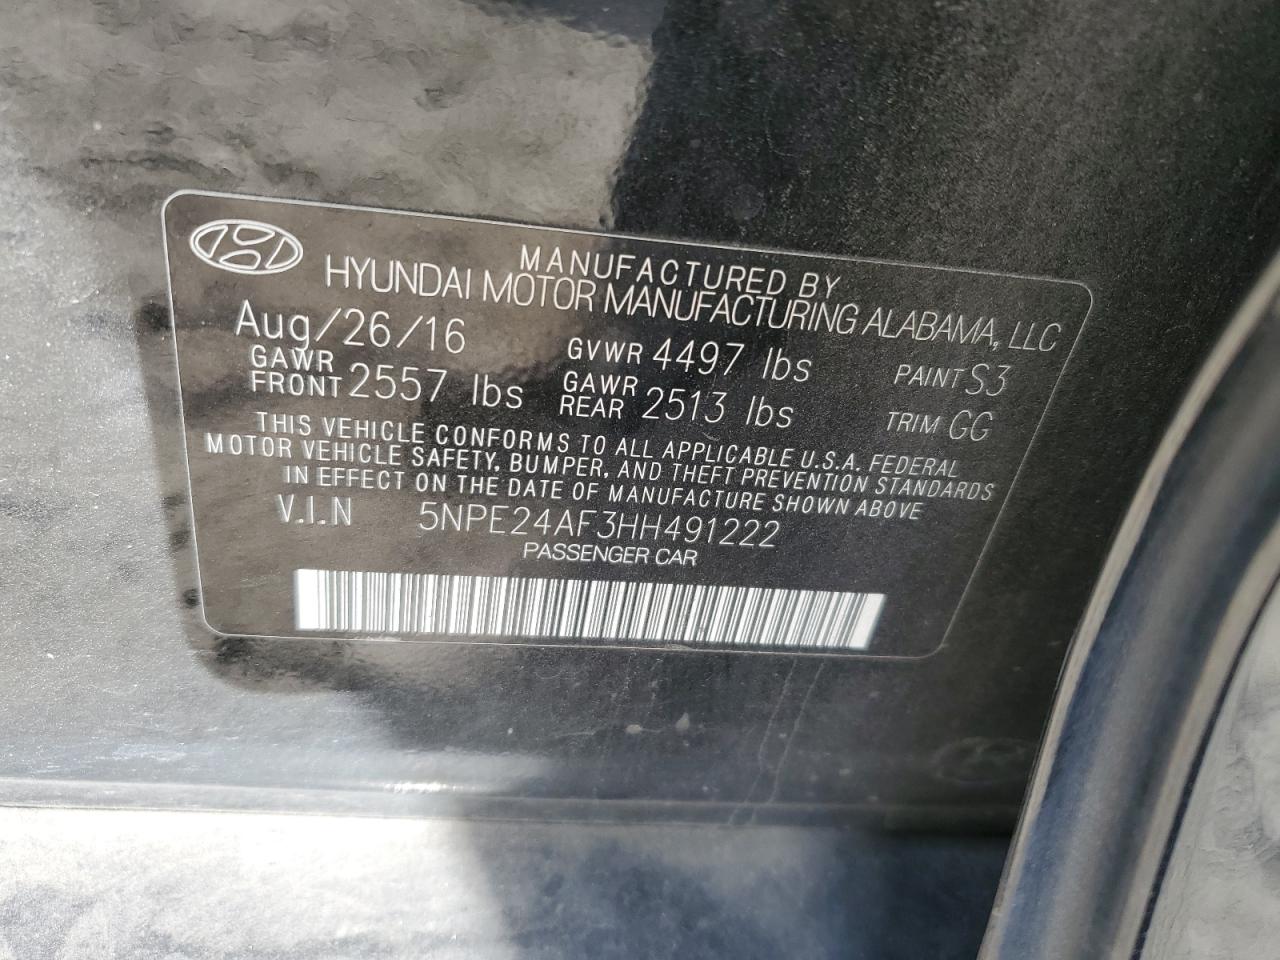 MANUFACTURED BY
HYUNDAI MOTOR MANUFACTURING ALABAMA, LLC
Aug/26/16 GVWR 4497 lbs PAINT S3
GAWR FRONT 2557 lbs GAWR REAR 2513 lbs TRIM GG
THIS VEHICLE CONFORMS TO ALL APPLICABLE U.S.A. FEDERAL
MOTOR VEHICLE SAFETY, BUMPER, AND THEFT PREVENTION STANDARDS
IN EFFECT ON THE DATE OF MANUFACTURE SHOWN ABOVE
V.I.N 5NPE24AF3HH491222
PASSENGER CAR